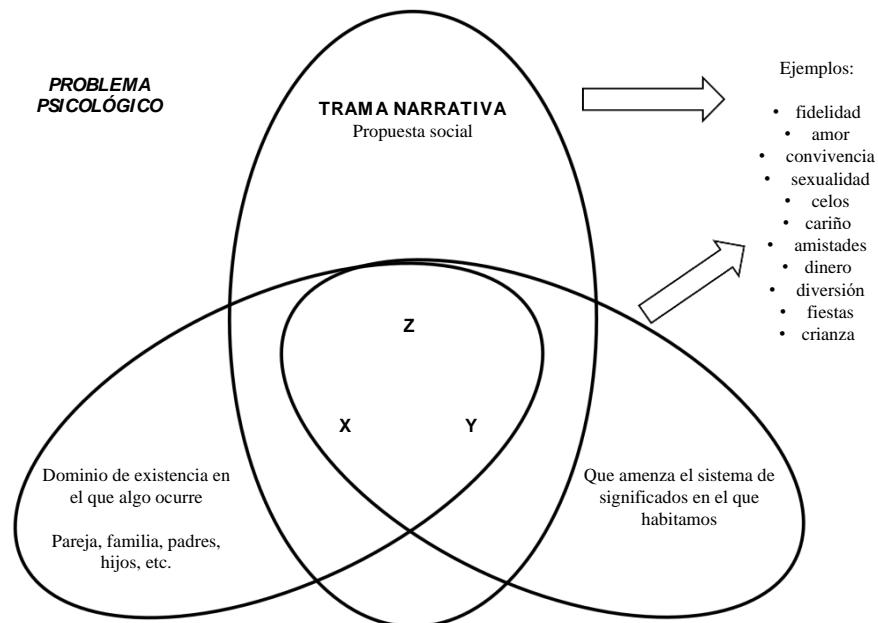 PROBLEMA
PSICOLÓGICO
TRAMA NARRATIVA
Propuesta social
Ejemplos:
• fidelidad
• amor
• convivencia
• sexualidad
• celos
• cariño
• amistades
• dinero
• diversión
• fiestas
• crianza
Z
X
Y
Dominio de existencia en
el que algo ocurre
Pareja, familia, padres,
hijos, etc.
Que amenza el sistema de
significados en el que
habitamos